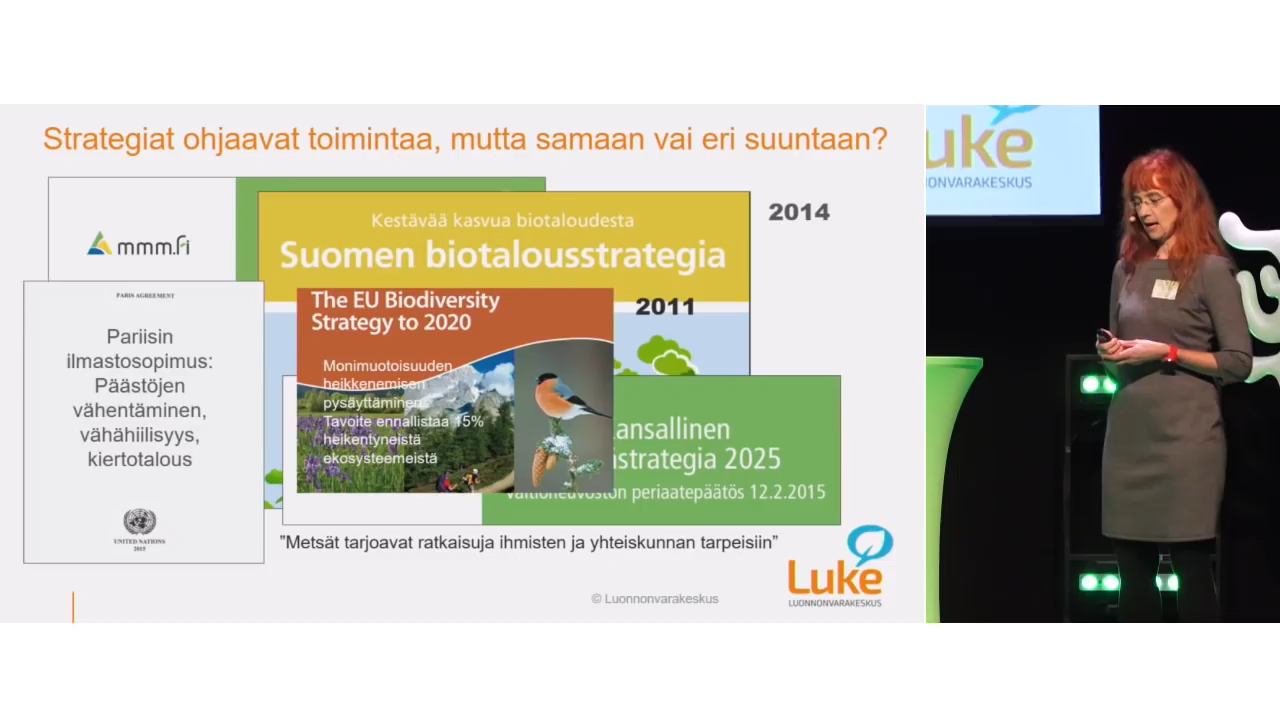 Strategiat ohjaavat toimintaa, mutta samaan vai eri suuntaan?
mmm.fi
Kestävää kasvua biotaloudesta
Suomen biotalousstrategia
2014
PARIS AGREEMENT
Pariisin
ilmastosopimus:
Päästöjen
vähentäminen,
vähähiilisyys,
kiertotalous
UNITED NATIONS
2015
The EU Biodiversity
Strategy to 2020
2011
Monimuotoisuuden
heikkenemisen
pysäyttäminen
Tavoite ennallistaa 15%
heikentyneistä
ekosysteemeistä
ansallinen
strategia 2025
valtioneuvoston periaatepäätös 12.2.2015
"Metsät tarjoavat ratkaisuja ihmisten ja yhteiskunnan tarpeisiin"
© Luonnonvarakeskus
Luke
LUONNONVARAKESKUS
uke
ONVARAKESKUS